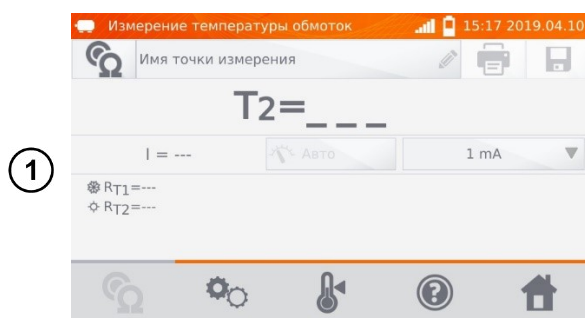 Измерение температуры обмоток 15:17 2019.04.10
Имя точки измерения
T2=_ _ _
1
I = --- Авто 1 mA
RT1=---
RT2=---